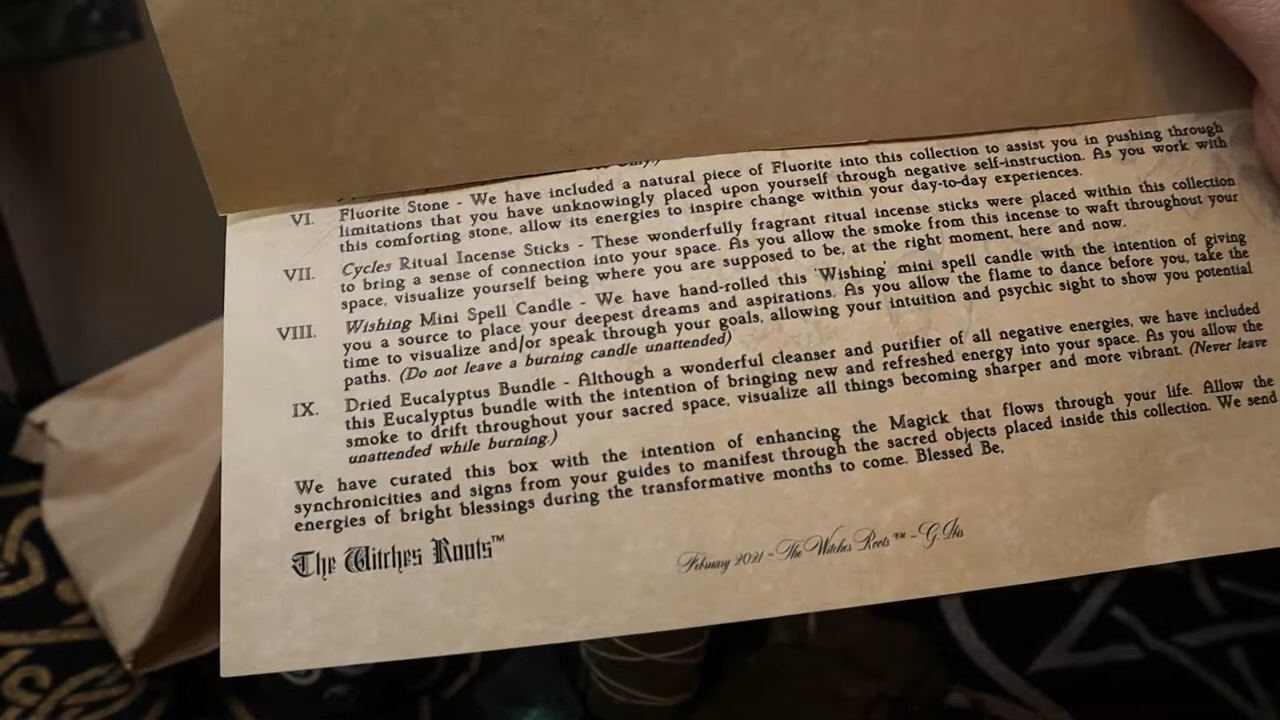 Only.)
VI. Fluorite Stone - We have included a natural piece of Fluorite into this collection to assist you in pushing through
limitations that you have unknowingly placed upon yourself through negative self-instruction. As you work with
this comforting stone, allow its energies to inspire change within your day-to-day experiences.
VII. Cycles Ritual Incense Sticks - These wonderfully fragrant ritual incense sticks were placed within this collection
to bring a sense of connection into your space. As you allow the smoke from this incense to waft throughout your
space, visualize yourself being where you are supposed to be, at the right moment, here and now.
VIII. Wishing Mini Spell Candle - We have hand-rolled this 'Wishing' mini spell candle with the intention of giving
you a source to place your deepest dreams and aspirations. As you allow the flame to dance before you, take the
time to visualize and/or speak through your goals, allowing your intuition and psychic sight to show you potential
paths. (Do not leave a burning candle unattended)
IX. Dried Eucalyptus Bundle - Although a wonderful cleanser and purifier of all negative energies, we have included
this Eucalyptus bundle with the intention of bringing new and refreshed energy into your space. As you allow the
smoke to drift throughout your sacred space, visualize all things becoming sharper and more vibrant. (Never leave
unattended while burning.)
We have curated this box with the intention of enhancing the Magick that flows through your life. Allow the
synchronicities and signs from your guides to manifest through the sacred objects placed inside this collection. We send
energies of bright blessings during the transformative months to come. Blessed Be,
The Witches Roots™
February 2021 - The Witches Roots ™ - G. Ibis